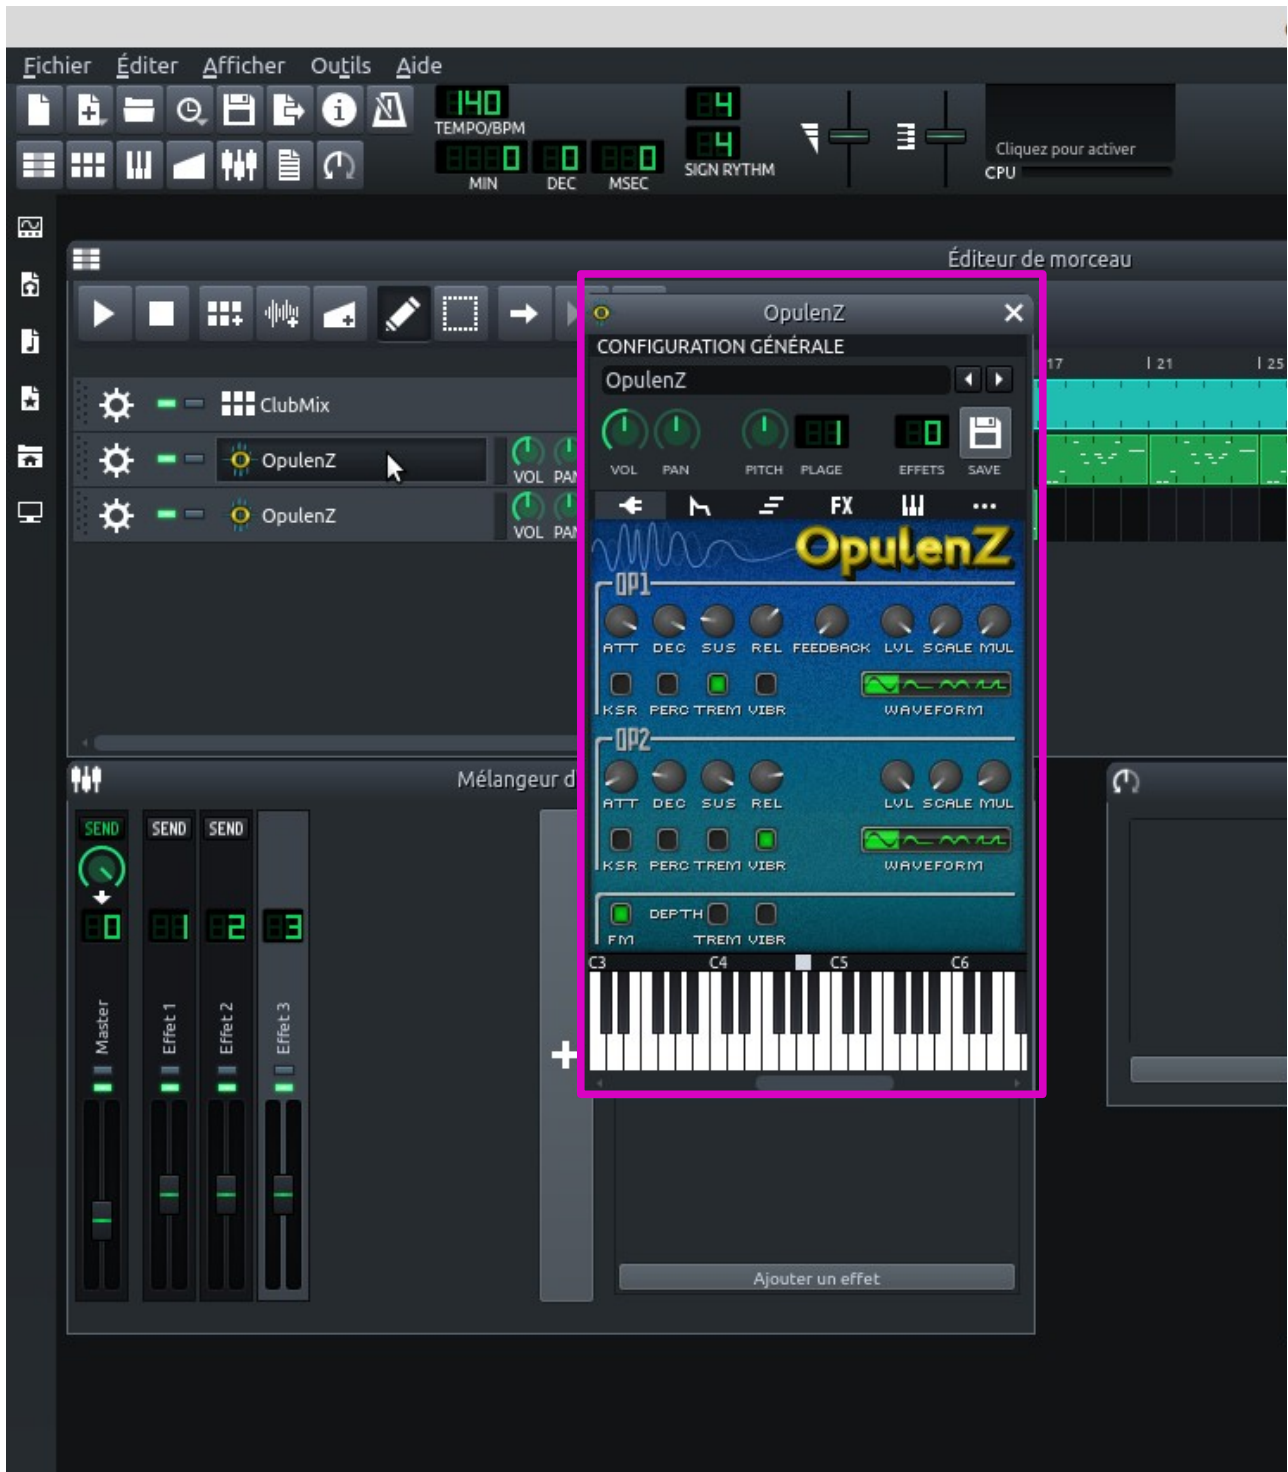 Fichier Éditer Afficher Outils Aide
140
TEMPO/BPM
4
4
SIGN RYTHM
0 0 0
MIN DEC MSEC
Cliquez pour activer
CPU
Éditeur de morceau
17 21 25
ClubMix
OpulenZ
VOL PAN
OpulenZ
VOL PAN
OpulenZ
CONFIGURATION GÉNÉRALE
OpulenZ
1 0
VOL PAN PITCH PLAGE EFFETS SAVE
FX
OpulenZ
OP1
ATT DEC SUS REL FEEDBACK LVL SCALE MUL
KSR PERC TREM VIBR WAVEFORM
OP2
ATT DEC SUS REL LVL SCALE MUL
KSR PERC TREM VIBR WAVEFORM
DEPTH
FM TREM VIBR
C3 C4 C5 C6
Mélangeur d
SEND SEND SEND
0 1 2 3
Master Effet 1 Effet 2 Effet 3
Ajouter un effet